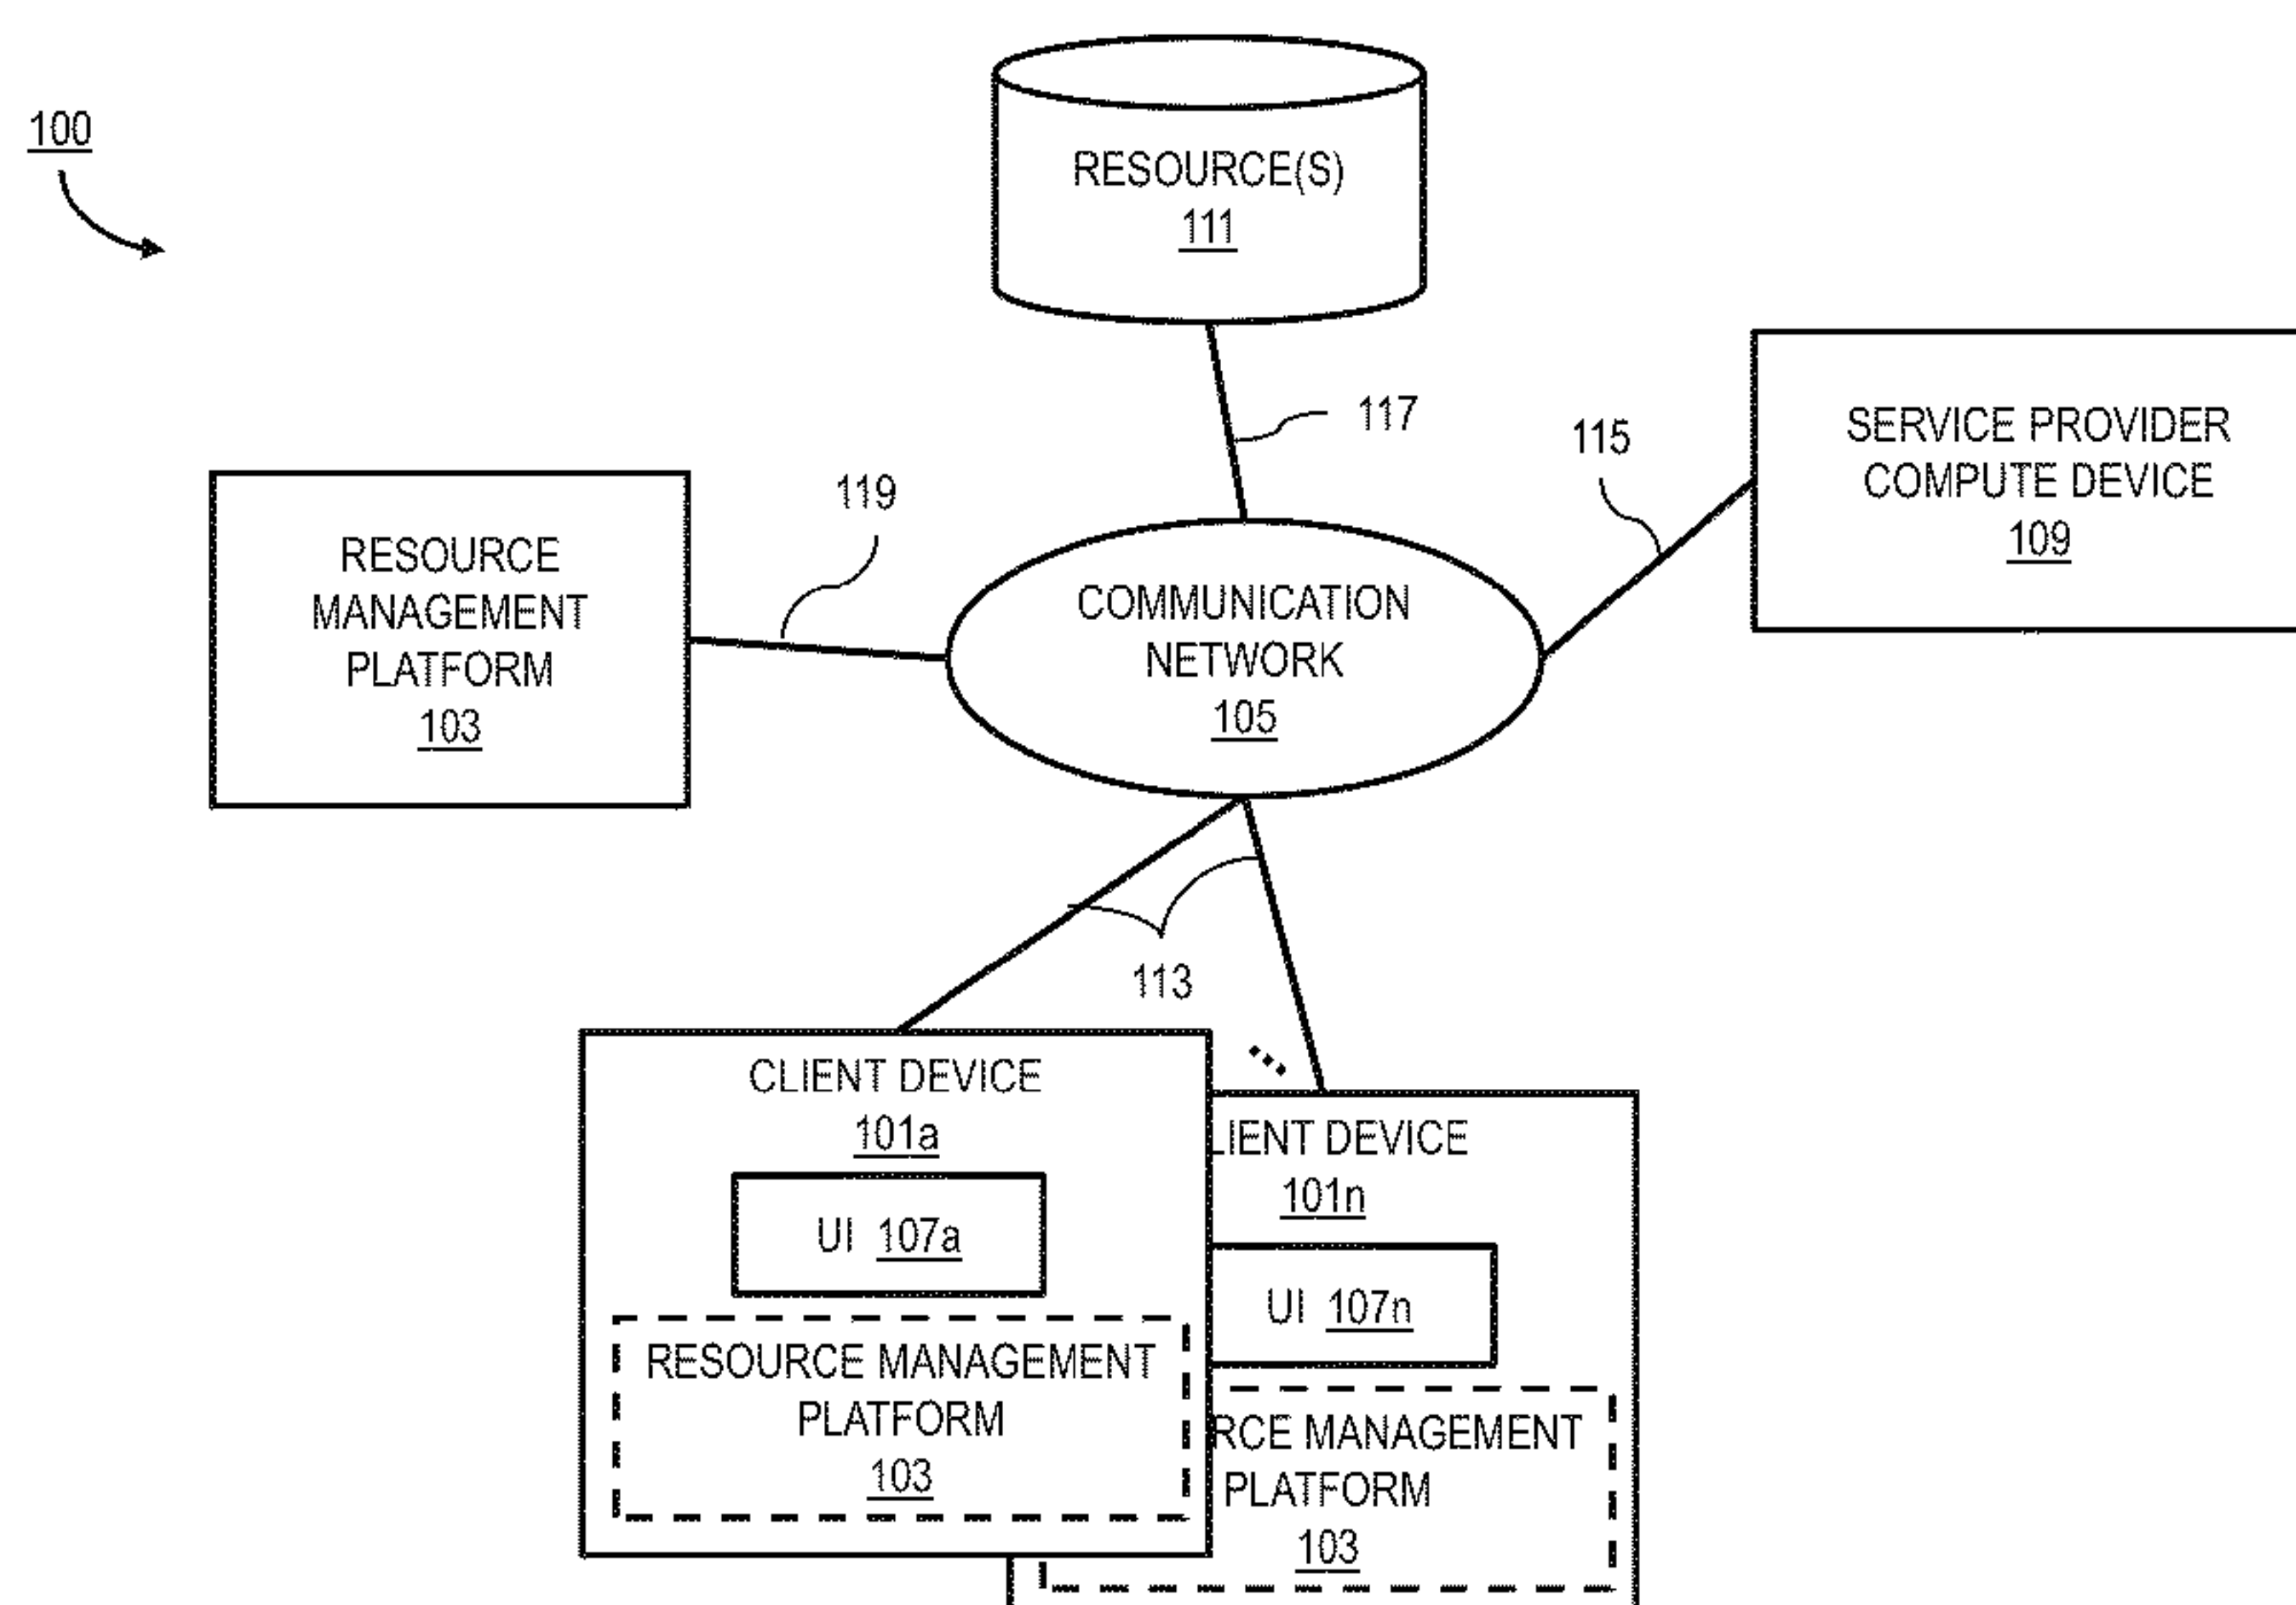 100
RESOURCE(S)
111
117
115
SERVICE PROVIDER
COMPUTE DEVICE
109
119
RESOURCE
MANAGEMENT
PLATFORM
103
COMMUNICATION
NETWORK
105
113
CLIENT DEVICE
101a
UI 107a
RESOURCE MANAGEMENT
PLATFORM
103
LIENT DEVICE
101n
UI 107n
RCE MANAGEMENT
PLATFORM
103